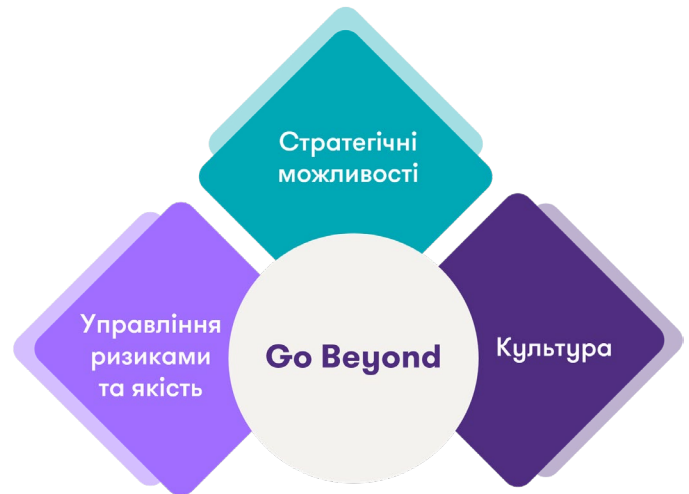 Стратегічні
можливості
Управління
ризиками
та якість
Go Beyond
Культура